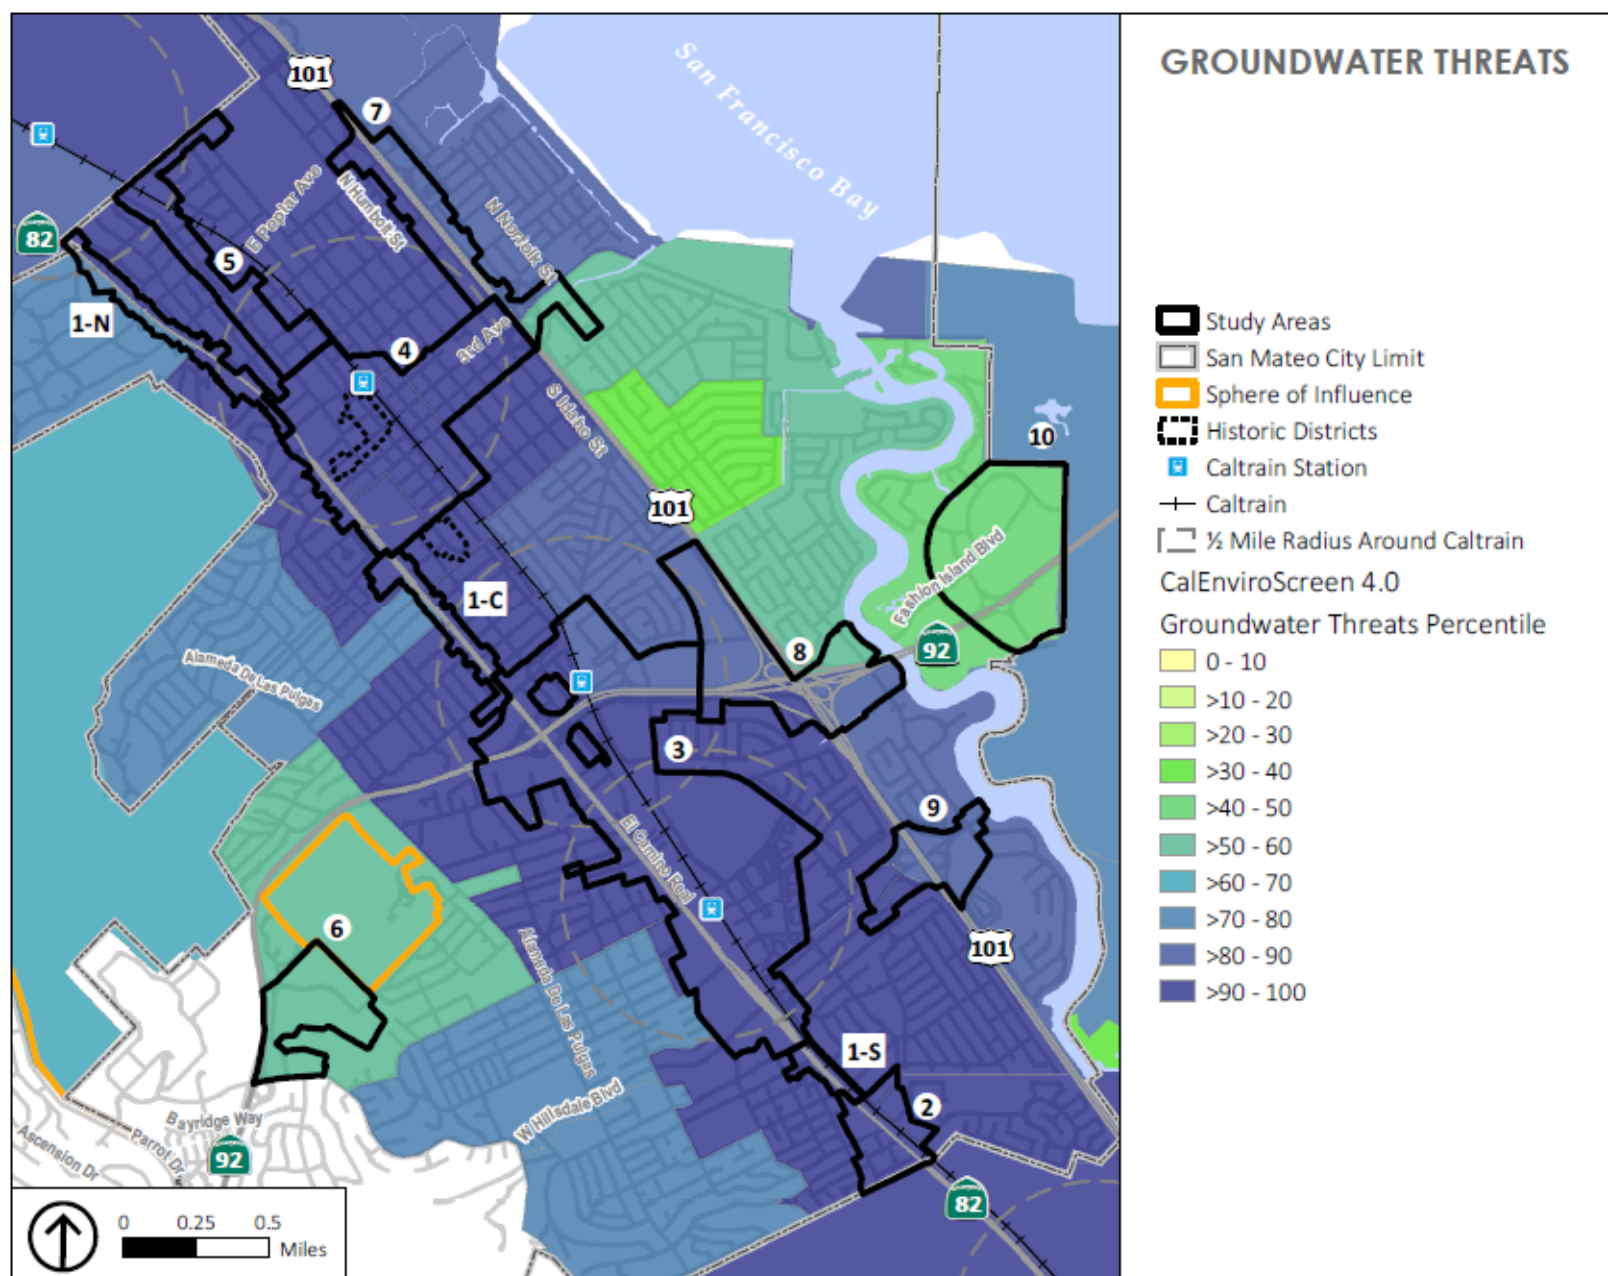 GROUNDWATER THREATS
Study Areas
San Mateo City Limit
Sphere of Influence
Historic Districts
Caltrain Station
Caltrain
½ Mile Radius Around Caltrain
CalEnviroScreen 4.0
Groundwater Threats Percentile
0 - 10
>10 - 20
>20 - 30
>30 - 40
>40 - 50
>50 - 60
>60 - 70
>70 - 80
>80 - 90
>90 - 100
San Francisco Bay
101
7
82
E Poplar Ave
N Humbolt St
N Norfolk St
5
1-N
4
3rd Ave
S Idaho St
10
101
Fashion Island Blvd
1-C
8
92
Alameda De Las Pulgas
3
9
El Camino Real
6
Alameda De Las Pulgas
101
1-S
2
W Hillsdale Blvd
Bayridge Way
Parrot Dr
Ascension Dr
92
82
0 0.25 0.5
Miles